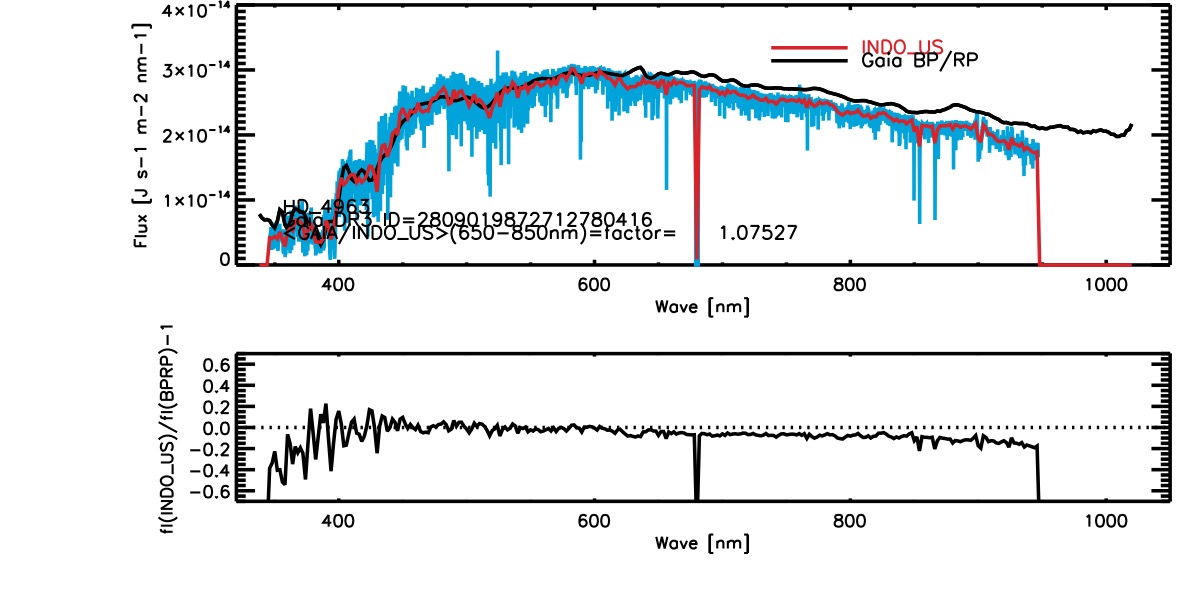 4×10−14
3×10−14
2×10−14
1×10−14
0
Flux [J s−1 m−2 nm−1]
INDO_US
Gaia BP/RP
HD_4963
Gaia DR3 ID=2809019872712780416
<GAIA/INDO_US>(650−850nm)=factor= 1.07527
400 600 800 1000
Wave [nm]
0.6
0.4
0.2
0.0
−0.2
−0.4
−0.6
fl(INDO_US)/fl(BPRP)−1
400 600 800 1000
Wave [nm]